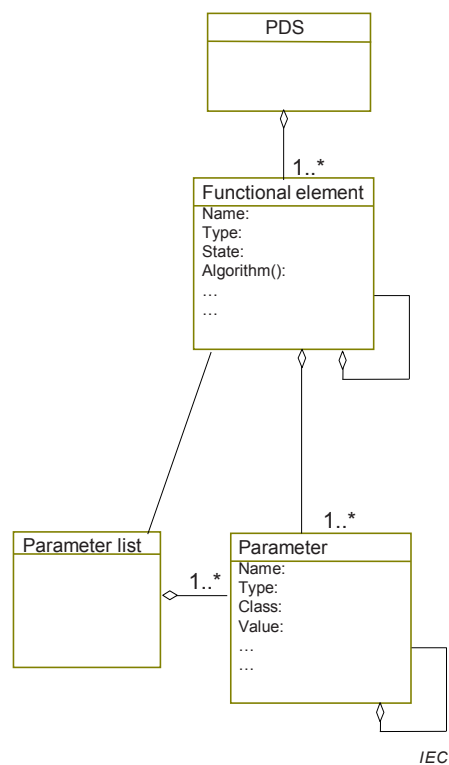 PDS
1..*
Functional element
Name:
Type:
State:
Algorithm():
...
...
1..*
Parameter list
1..*
Parameter
Name:
Type:
Class:
Value:
...
...
IEC